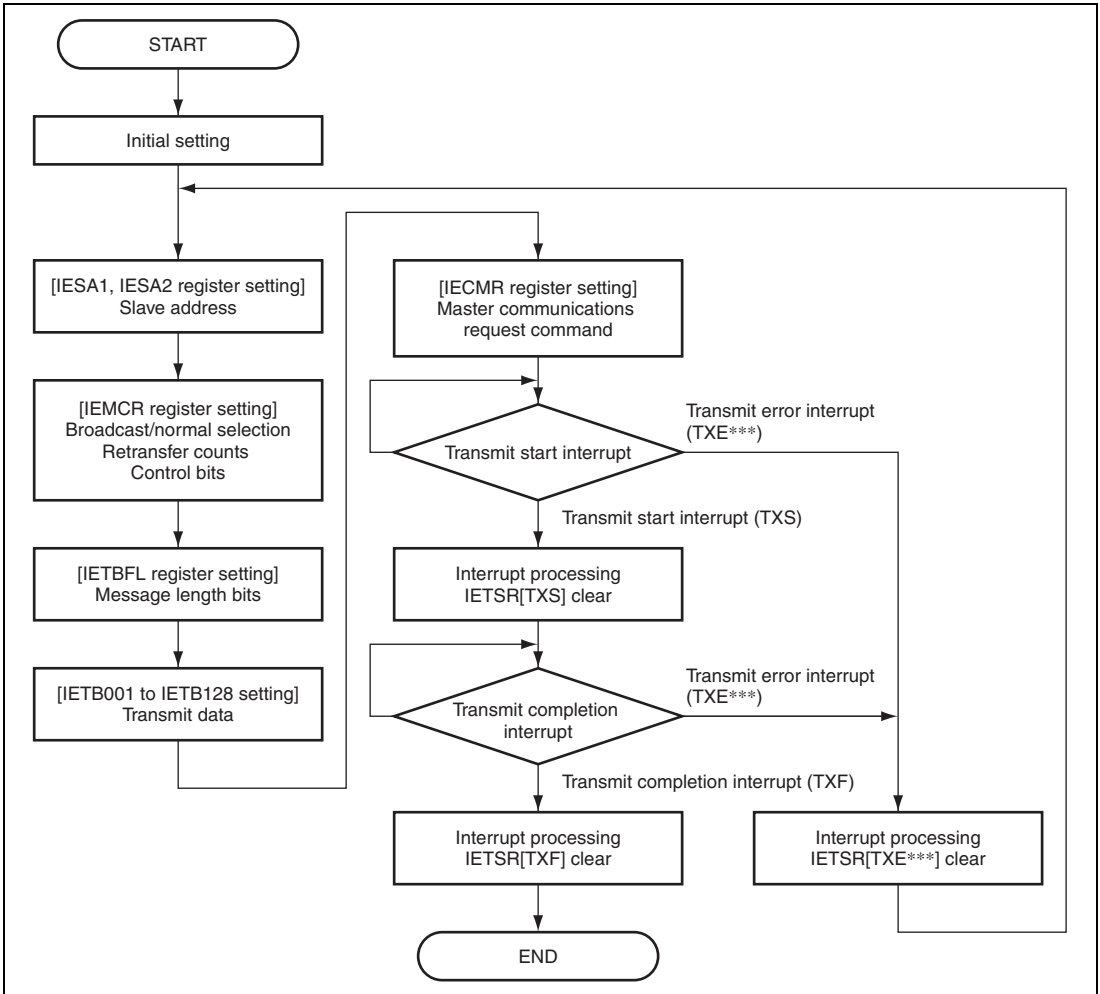 START
Initial setting
[IESA1, IESA2 register setting]
Slave address
[IEMCR register setting]
Broadcast/normal selection
Retransfer counts
Control bits
[IETBFL register setting]
Message length bits
[IETB001 to IETB128 setting]
Transmit data
[IECMR register setting]
Master communications
request command
Transmit start interrupt
Transmit error interrupt
(TXE***)
Transmit start interrupt (TXS)
Interrupt processing
IETSR[TXS] clear
Transmit completion
interrupt
Transmit error interrupt
(TXE***)
Transmit completion interrupt (TXF)
Interrupt processing
IETSR[TXF] clear
Interrupt processing
IETSR[TXE***] clear
END